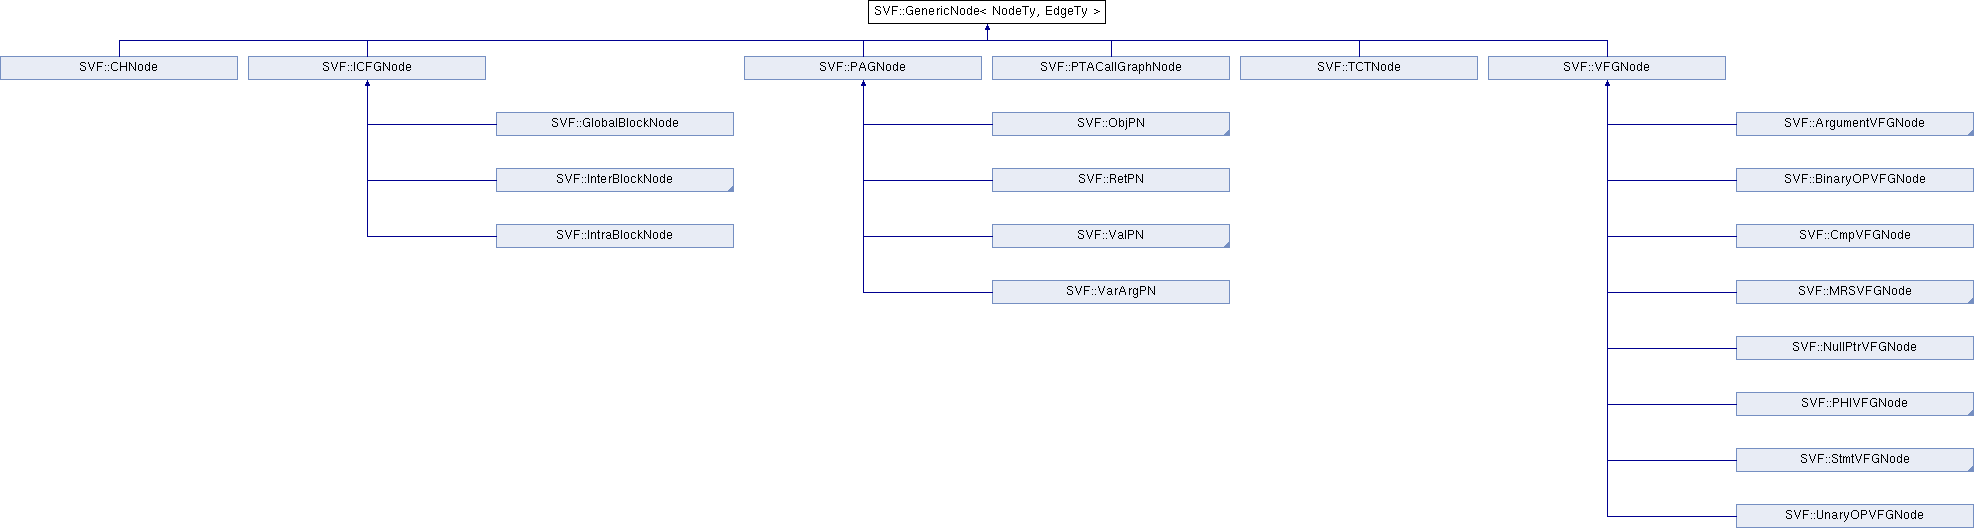 SVF::GenericNode< NodeTy, EdgeTy >
SVF::CHNode
SVF::ICFGNode
SVF::PAGNode
SVF::PTACallGraphNode
SVF::TCTNode
SVF::VFGNode
SVF::GlobalBlockNode
SVF::ObjPN
SVF::ArgumentVFGNode
SVF::InterBlockNode
SVF::RetPN
SVF::BinaryOPVFGNode
SVF::IntraBlockNode
SVF::ValPN
SVF::CmpVFGNode
SVF::VarArgPN
SVF::MRSVFGNode
SVF::NullPtrVFGNode
SVF::PHIVFGNode
SVF::StmtVFGNode
SVF::UnaryOPVFGNode